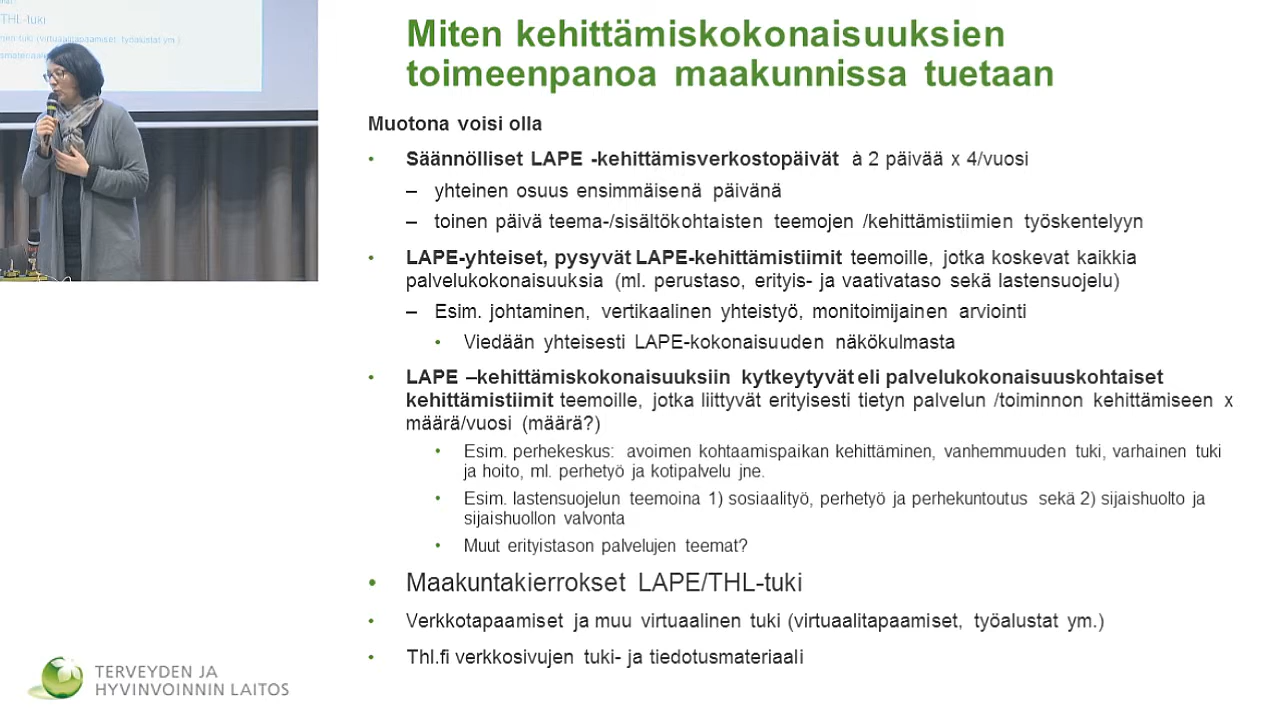 THL-tuki
tuki (virtuaalitapaamiset, työalustat ym.)
Miten kehittämiskokonaisuuksien
toimeenpanoa maakunnissa tuetaan
Muotona voisi olla
• Säännölliset LAPE -kehittämisverkostopäivät à 2 päivää x 4/vuosi
– yhteinen osuus ensimmäisenä päivänä
– toinen päivä teema-/sisältökohtaisten teemojen /kehittämistiimien työskentelyyn
• LAPE-yhteiset, pysyvät LAPE-kehittämistiimit teemoille, jotka koskevat kaikkia
palvelukokonaisuuksia (ml. perustaso, erityis- ja vaativataso sekä lastensuojelu)
– Esim. johtaminen, vertikaalinen yhteistyö, monitoimijainen arviointi
• Viedään yhteisesti LAPE-kokonaisuuden näkökulmasta
• LAPE –kehittämiskokonaisuuksiin kytkeytyvät eli palvelukokonaisuuskohtaiset
kehittämistiimit teemoille, jotka liittyvät erityisesti tietyn palvelun /toiminnon kehittämiseen x
määrä/vuosi (määrä?)
• Esim. perhekeskus: avoimen kohtaamispaikan kehittäminen, vanhemmuuden tuki, varhainen tuki
ja hoito, ml. perhetyö ja kotipalvelu jne.
• Esim. lastensuojelun teemoina 1) sosiaalityö, perhetyö ja perhekuntoutus sekä 2) sijaishuolto ja
sijaishuollon valvonta
• Muut erityistason palvelujen teemat?
• Maakuntakierrokset LAPE/THL-tuki
• Verkkotapaamiset ja muu virtuaalinen tuki (virtuaalitapaamiset, työalustat ym.)
• Thl.fi verkkosivujen tuki- ja tiedotusmateriaali
TERVEYDEN JA
HYVINVOINNIN LAITOS